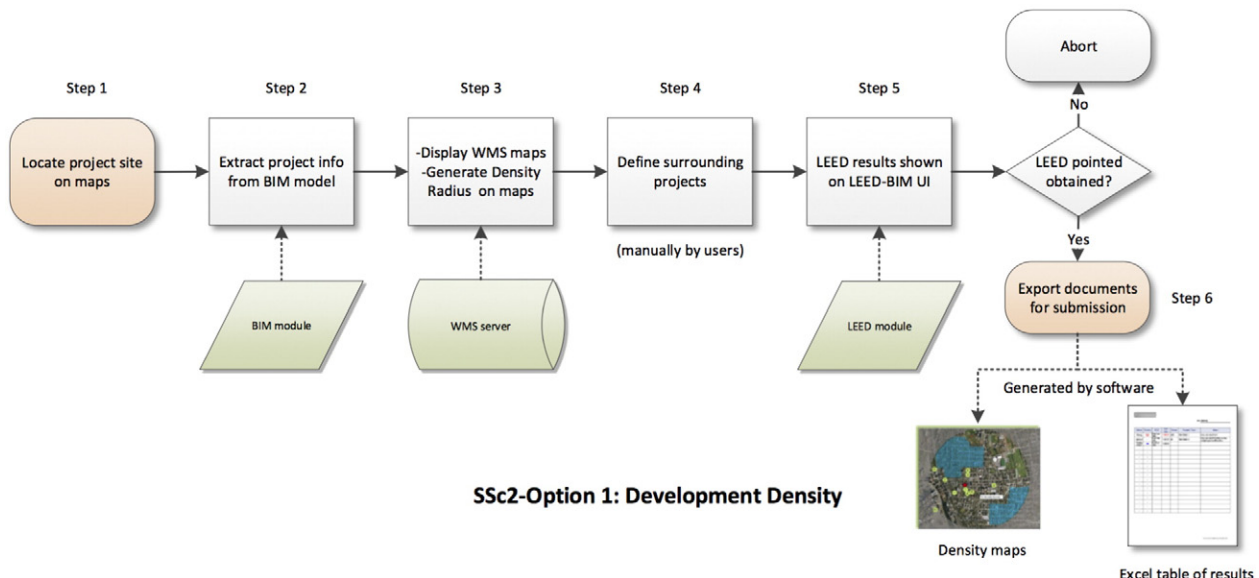 Abort
Step 1
Step 2
Step 3
Step 4
Step 5
No
Locate project site
on maps
Extract project info
from BIM model
-Display WMS maps
-Generate Density
Radius on maps
Define surrounding
projects
LEED results shown
on LEED-BIM UI
LEED pointed
obtained?
(manually by users)
Yes
BIM module
WMS server
LEED module
Export documents
for submission
Step 6
Generated by software
SSc2-Option 1: Development Density
Density maps
Excel table of results